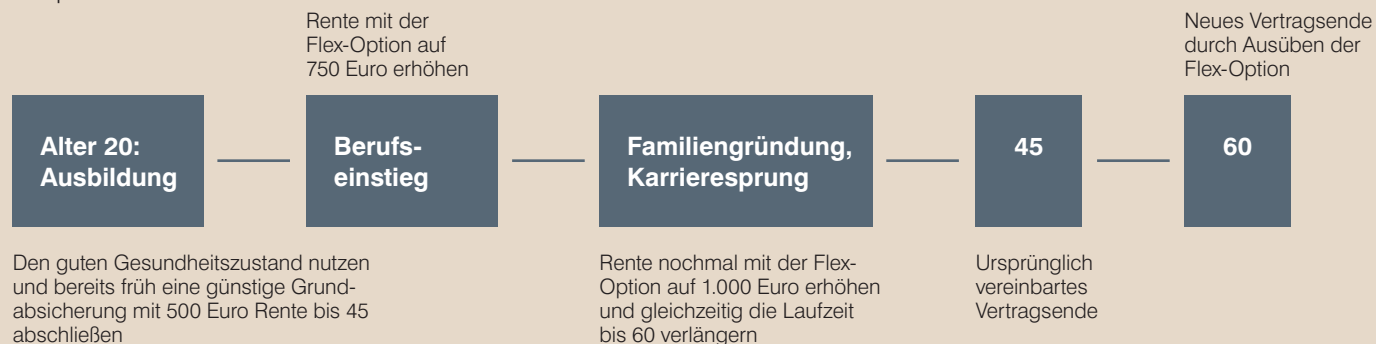 Rente mit der
Flex-Option auf
750 Euro erhöhen
Neues Vertragsende
durch Ausüben der
Flex-Option
Alter 20:
Ausbildung
Berufs-
einstieg
Familiengründung,
Karrieresprung
45
60
Den guten Gesundheitszustand nutzen
und bereits früh eine günstige Grund-
absicherung mit 500 Euro Rente bis 45
abschließen
Rente nochmal mit der Flex-
Option auf 1.000 Euro erhöhen
und gleichzeitig die Laufzeit
bis 60 verlängern
Ursprünglich
vereinbartes
Vertragsende